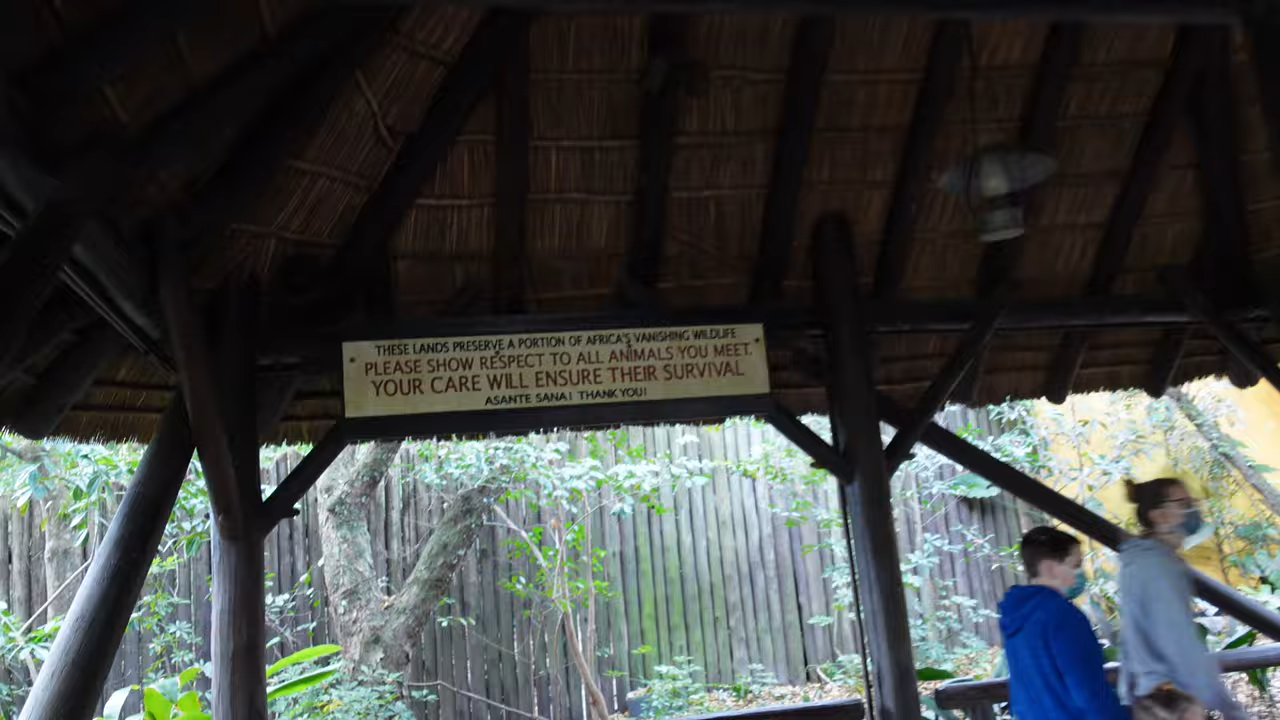 THESE LANDS PRESERVE A PORTION OF AFRICA'S VANISHING WILDLIFE
PLEASE SHOW RESPECT TO ALL ANIMALS YOU MEET.
YOUR CARE WILL ENSURE THEIR SURVIVAL
ASANTE SANA! THANK YOU!